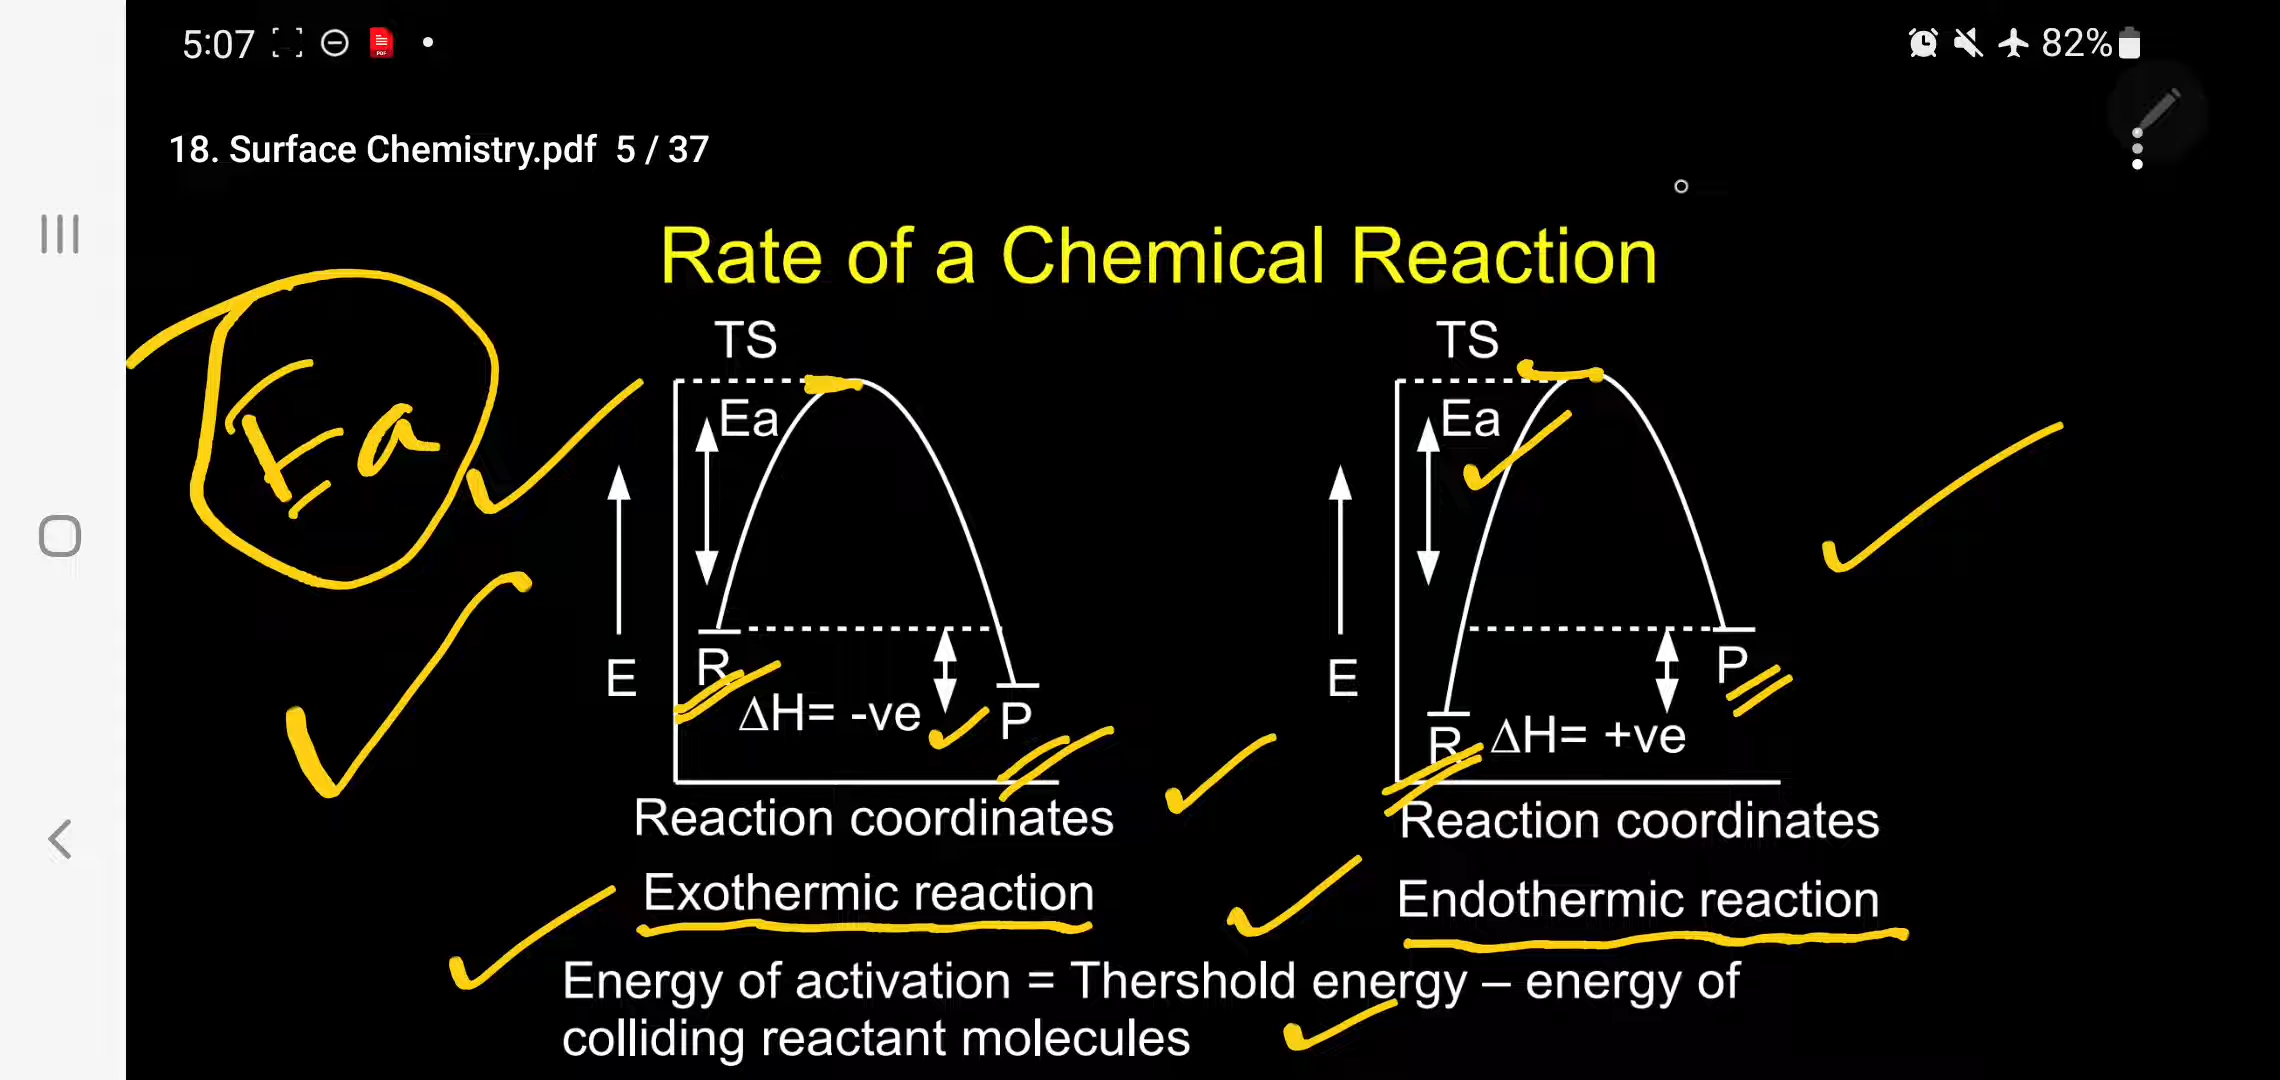 5:07
82%
18. Surface Chemistry.pdf 5 / 37
Rate of a Chemical Reaction
TS
TS
Ea
Ea
Ea
E
R
ΔH= -ve
P
E
R
ΔH= +ve
P
Reaction coordinates
Reaction coordinates
Exothermic reaction
Endothermic reaction
Energy of activation = Thershold energy – energy of
colliding reactant molecules